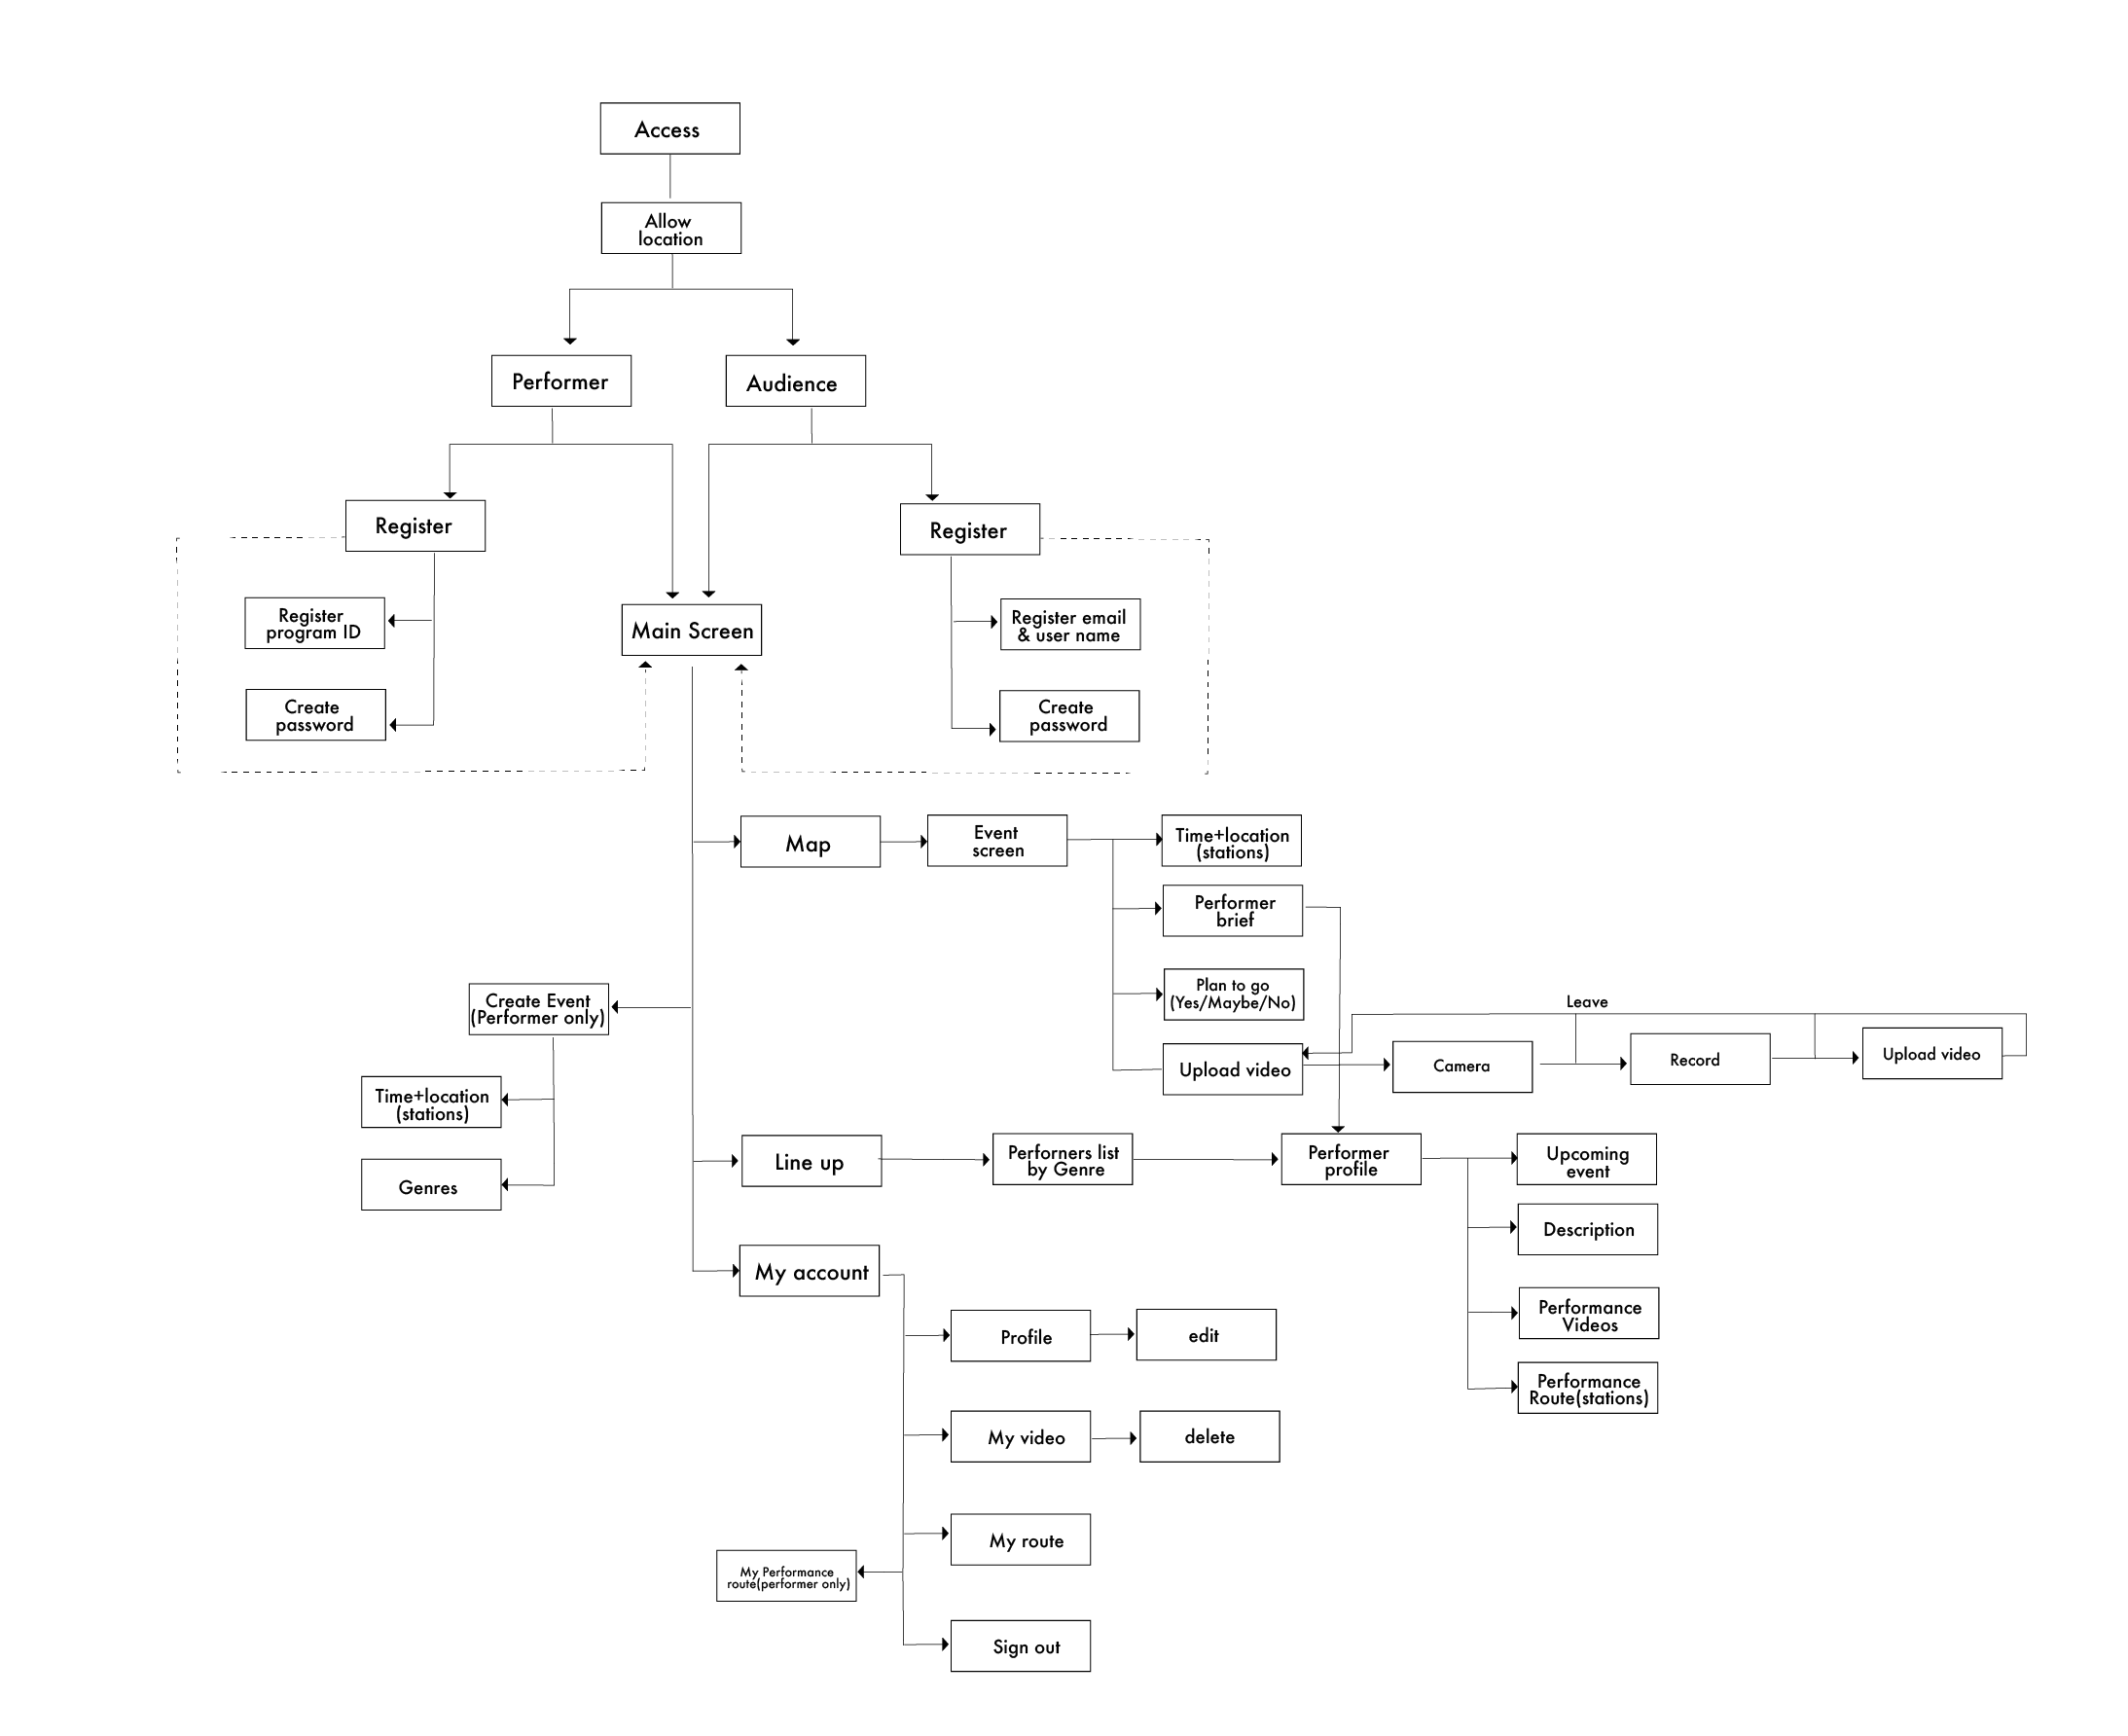 Access
Allow
location
Performer
Audience
Register
Register
Register
program ID
Main Screen
Register email
& user name
Create
password
Create
password
Map
Event
screen
Time+location
(stations)
Performer
brief
Plan to go
(Yes/Maybe/No)
Create Event
(Performer only)
Leave
Upload video
Camera
Record
Upload video
Time+location
(stations)
Genres
Line up
Perforners list
by Genre
Performer
profile
Upcoming
event
Description
My account
Performance
Videos
Profile
edit
Performance
Route(stations)
My video
delete
My route
My Performance
route(performer only)
Sign out